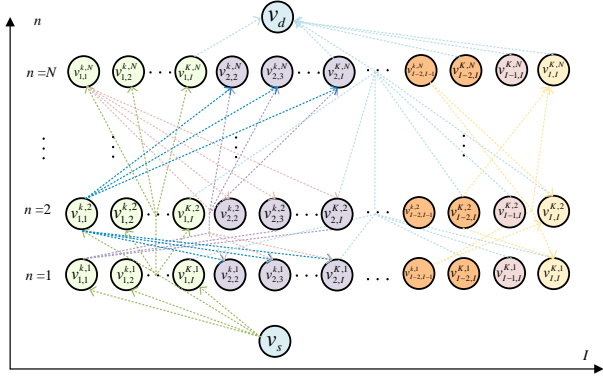 n
v_d
n=N v_{1,1}^{k,N} v_{1,2}^{k,N} ··· v_{1,I}^{K,N} v_{2,2}^{k,N} v_{2,3}^{k,N} ··· v_{2,I}^{K,N} ··· v_{I-2,I-1}^{k,N} v_{I-2,I}^{K,N} v_{I-1,I}^{K,N} v_{I,I}^{K,N}
n=2 v_{1,1}^{k,2} v_{1,2}^{k,2} ··· v_{1,I}^{K,2} v_{2,2}^{k,2} v_{2,3}^{k,2} ··· v_{2,I}^{K,2} ··· v_{I-2,I-1}^{k,2} v_{I-2,I}^{K,2} v_{I-1,I}^{K,2} v_{I,I}^{K,2}
n=1 v_{1,1}^{k,1} v_{1,2}^{k,1} ··· v_{1,I}^{K,1} v_{2,2}^{k,1} v_{2,3}^{k,1} ··· v_{2,I}^{K,1} ··· v_{I-2,I-1}^{k,1} v_{I-2,I}^{K,1} v_{I-1,I}^{K,1} v_{I,I}^{K,1}
v_s
I